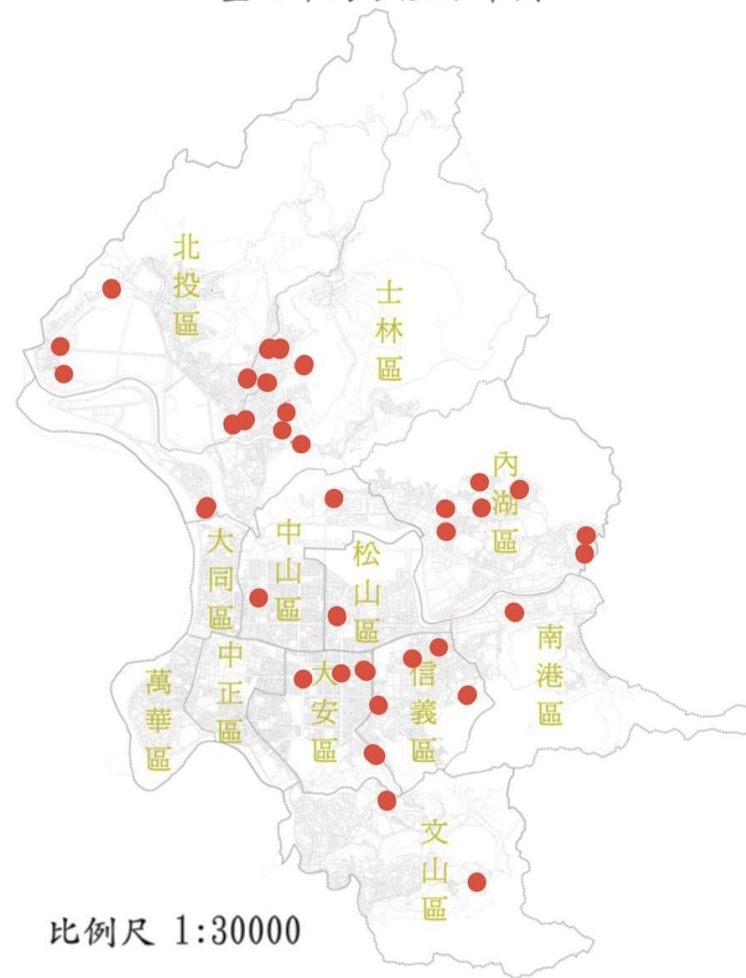 北投區
士林區
內湖區
大同區
中山區
松山區
南港區
萬華區
中正區
大安區
信義區
文山區
比例尺 1:30000